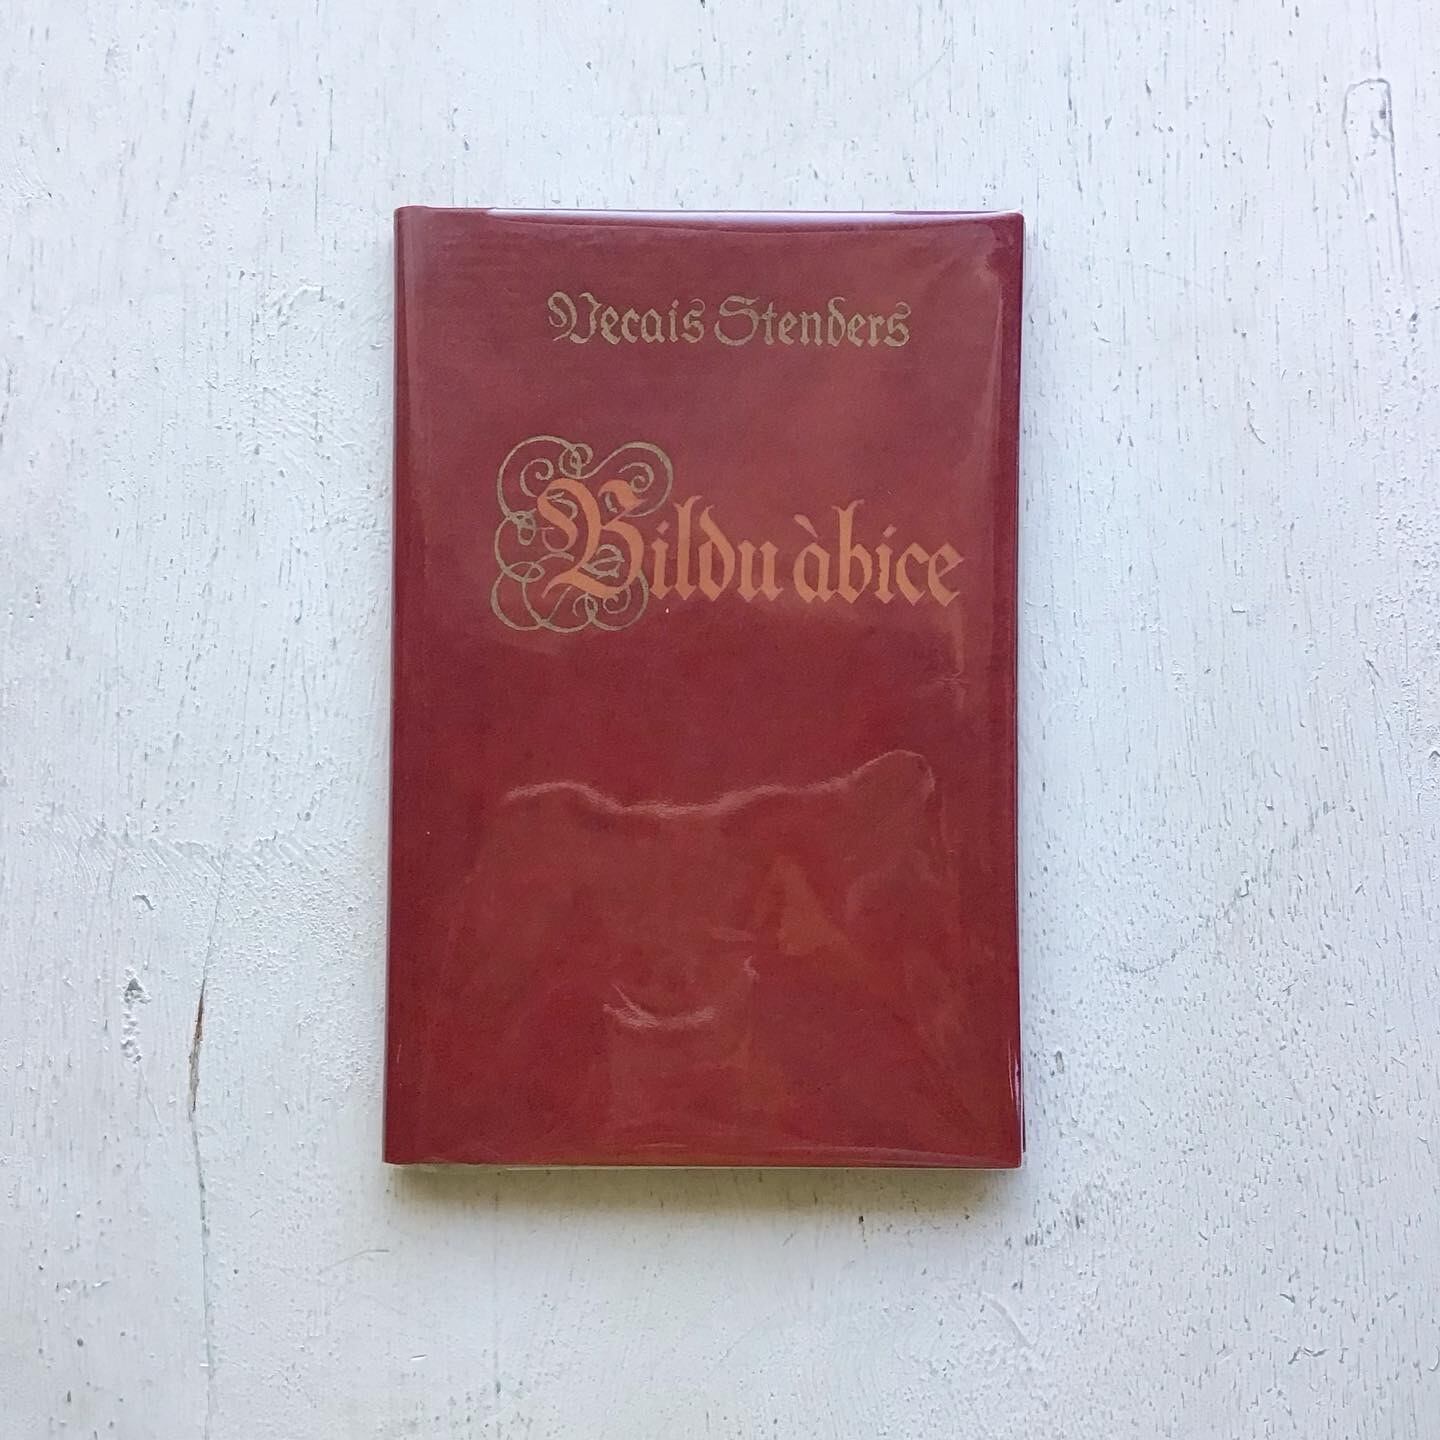 Vecais Stenders
Bildu àbice